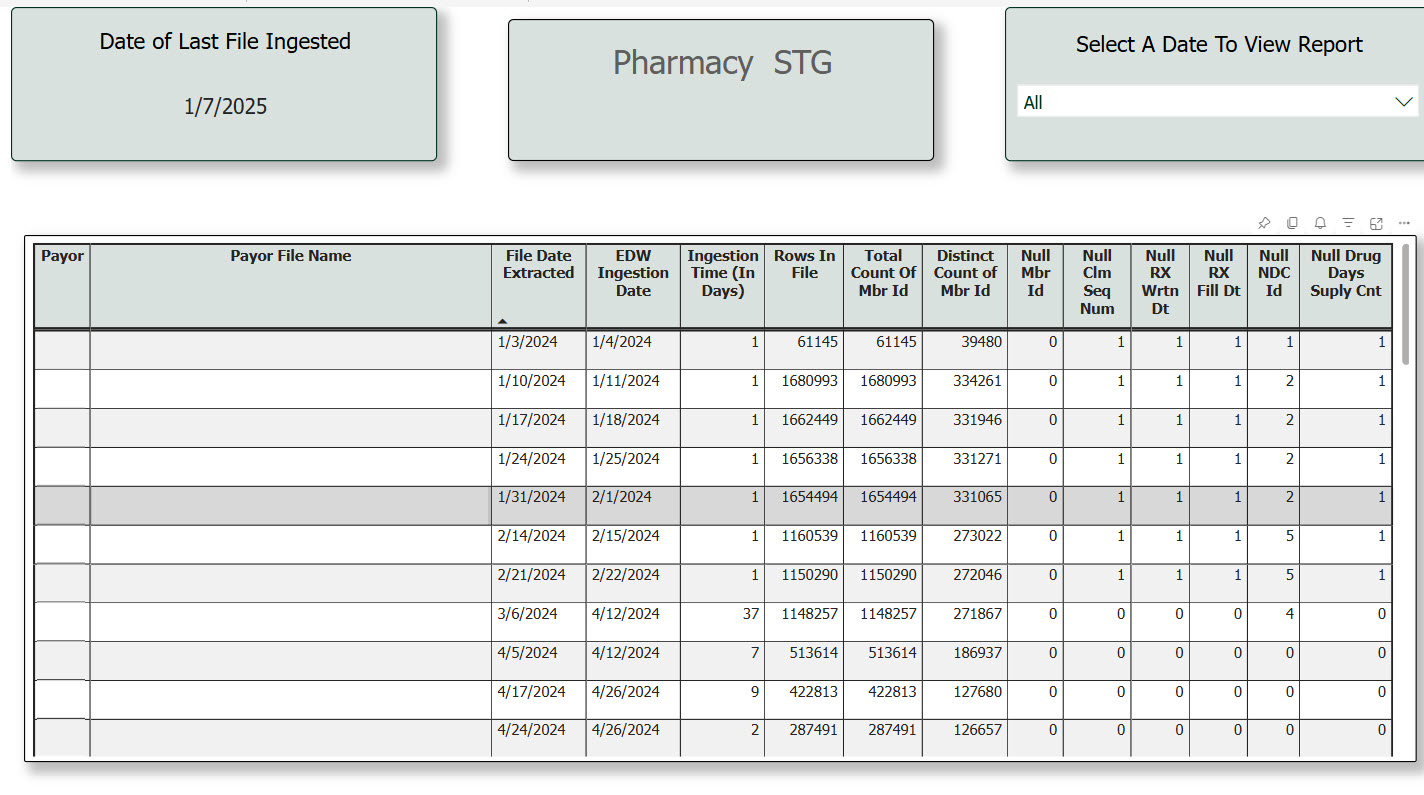 Date of Last File Ingested
1/7/2025
Pharmacy STG
Select A Date To View Report
All
Payor Payor File Name File Date Extracted EDW Ingestion Date Ingestion Time (In Days) Rows In File Total Count Of Mbr Id Distinct Count of Mbr Id Null Mbr Id Null Clm Seq Num Null RX Wrtn Dt Null RX Fill Dt Null NDC Id Null Drug Days Suply Cnt
1/3/2024 1/4/2024 1 61145 61145 39480 0 1 1 1 1 1
1/10/2024 1/11/2024 1 1680993 1680993 334261 0 1 1 1 2 1
1/17/2024 1/18/2024 1 1662449 1662449 331946 0 1 1 1 2 1
1/24/2024 1/25/2024 1 1656338 1656338 331271 0 1 1 1 2 1
1/31/2024 2/1/2024 1 1654494 1654494 331065 0 1 1 1 2 1
2/14/2024 2/15/2024 1 1160539 1160539 273022 0 1 1 1 5 1
2/21/2024 2/22/2024 1 1150290 1150290 272046 0 1 1 1 5 1
3/6/2024 4/12/2024 37 1148257 1148257 271867 0 0 0 0 4 0
4/5/2024 4/12/2024 7 513614 513614 186937 0 0 0 0 0 0
4/17/2024 4/26/2024 9 422813 422813 127680 0 0 0 0 0 0
4/24/2024 4/26/2024 2 287491 287491 126657 0 0 0 0 0 0